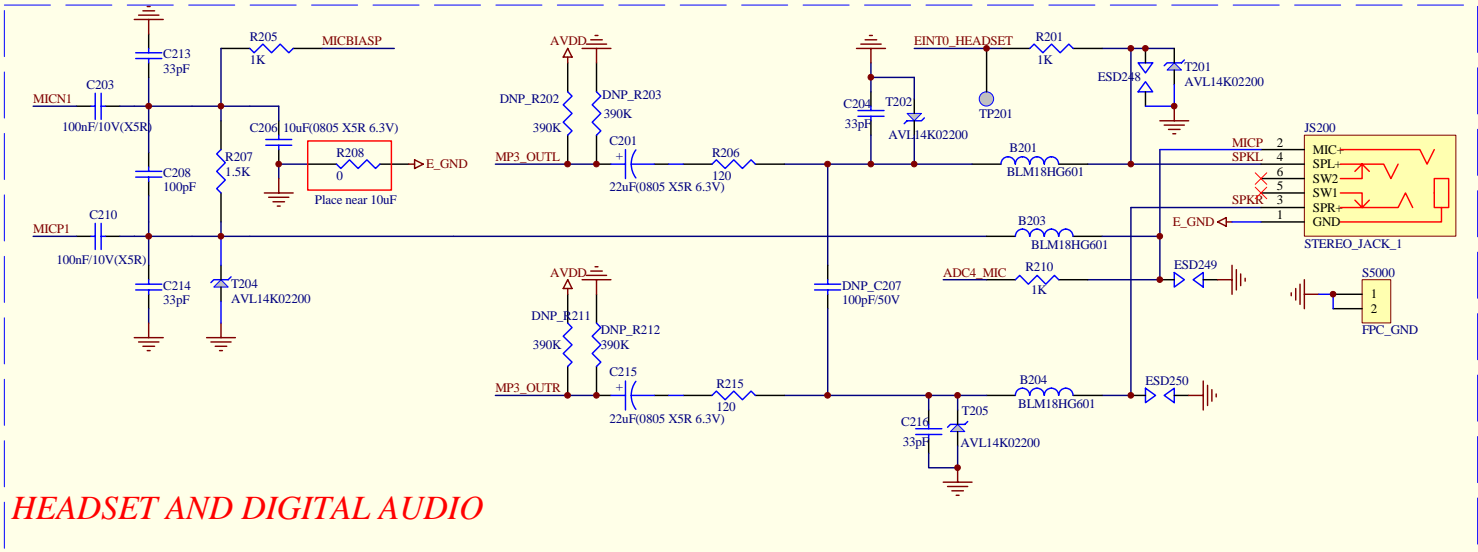 C213
33pF
R205
1K
MICBIASP
C203
MICN1
100nF/10V(X5R)
C206 10uF(0805 X5R 6.3V)
R207
1.5K
R208
0
E_GND
Place near 10uF
C208
100pF
C210
MICP1
100nF/10V(X5R)
C214
33pF
T204
AVL14K02200
AVDD
DNP_R202
390K
DNP_R203
390K
MP3_OUTL
C201
+
22uF(0805 X5R 6.3V)
R206
120
C204
33pF
T202
AVL14K02200
EINT0_HEADSET
R201
1K
TP201
ESD248
T201
AVL14K02200
B201
BLM18HG601
B203
BLM18HG601
ADC4_MIC
R210
1K
ESD249
AVDD
DNP_R211
390K
DNP_R212
390K
MP3_OUTR
C215
+
22uF(0805 X5R 6.3V)
R215
120
DNP_C207
100pF/50V
C216
33pF
T205
AVL14K02200
B204
BLM18HG601
ESD250
JS200
MICP 2 MIC+
SPKL 4 SPL+
6 SW2
5 SW1
SPKR 3 SPR+
E_GND 1 GND
STEREO_JACK_1
S5000
1
2
FPC_GND
HEADSET AND DIGITAL AUDIO